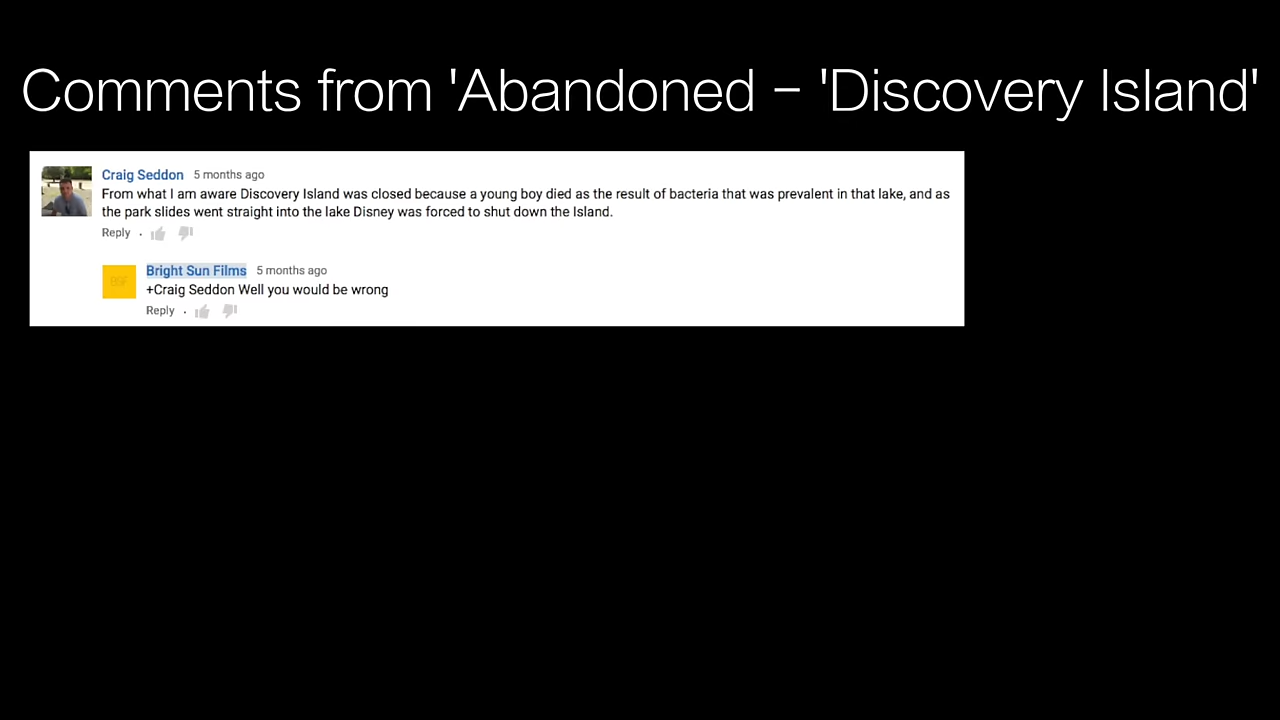 Comments from 'Abandoned - 'Discovery Island'
Craig Seddon 5 months ago
From what I am aware Discovery Island was closed because a young boy died as the result of bacteria that was prevalent in that lake, and as
the park slides went straight into the lake Disney was forced to shut down the Island.
Reply
Bright Sun Films 5 months ago
BSF
+Craig Seddon Well you would be wrong
Reply